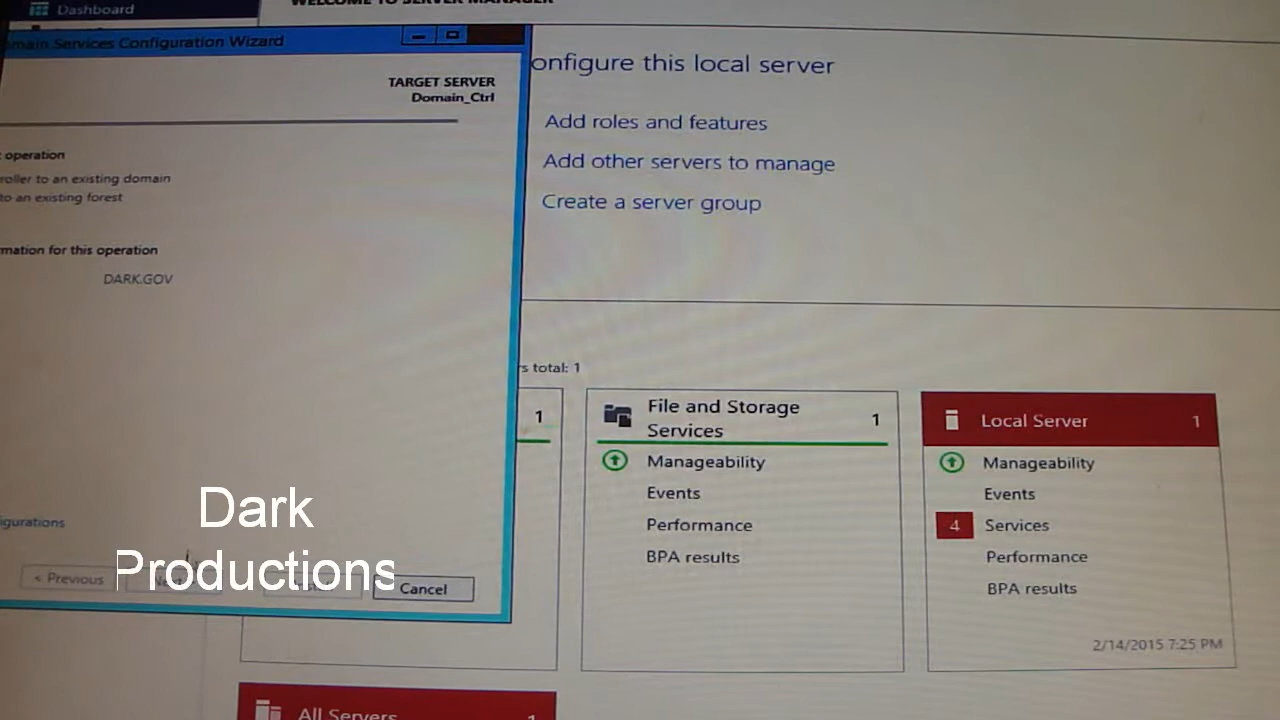 Dashboard
WELCOME TO SERVER MANAGER
main Services Configuration Wizard
TARGET SERVER
Domain_Ctrl
operation
roller to an existing domain
to an existing forest
mation for this operation
DARK.GOV
igurations
< Previous
Cancel
Dark
Productions
onfigure this local server
Add roles and features
Add other servers to manage
Create a server group
s total: 1
1
File and Storage
Services
1
Manageability
Events
Performance
BPA results
Local Server
1
Manageability
Events
4
Services
Performance
BPA results
2/14/2015 7:25 PM
All Servers
1